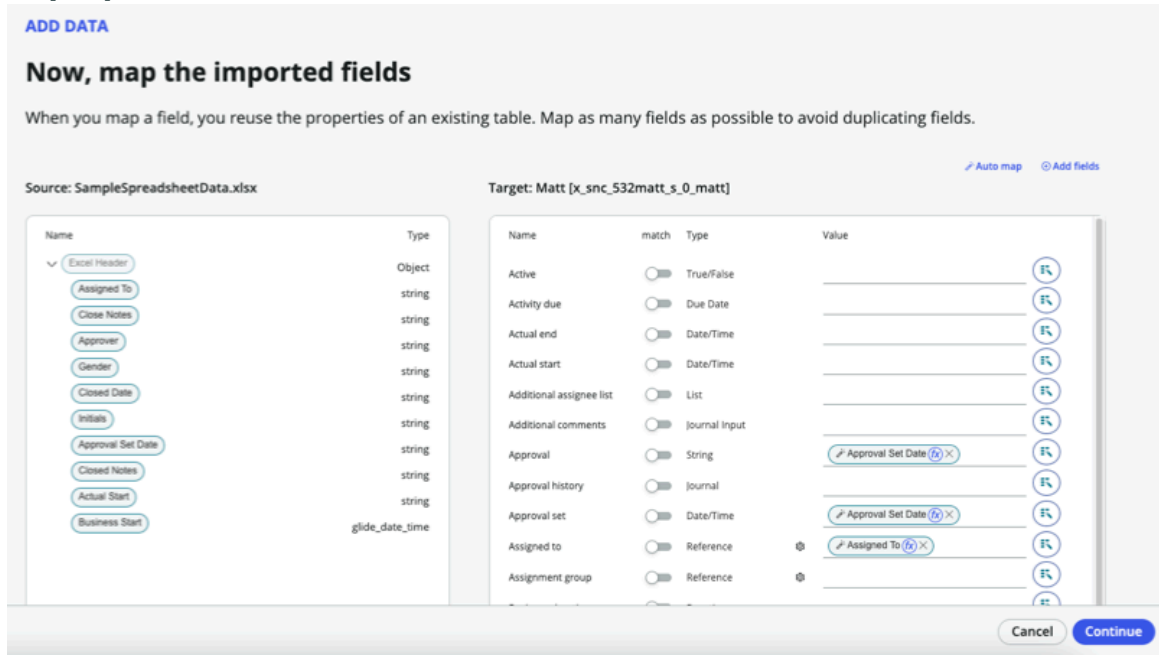 ADD DATA
Now, map the imported fields
When you map a field, you reuse the properties of an existing table. Map as many fields as possible to avoid duplicating fields.
Auto map Add fields
Source: SampleSpreadsheetData.xlsx
Target: Matt [x_snc_532matt_s_0_matt]
Name Type
Excel Header Object
Assigned To string
Close Notes string
Approver string
Gender string
Closed Date string
Initials string
Approval Set Date string
Closed Notes string
Actual Start string
Business Start glide_date_time
Name match Type Value
Active True/False
Activity due Due Date
Actual end Date/Time
Actual start Date/Time
Additional assignee list List
Additional comments Journal Input
Approval String Approval Set Date fx
Approval history Journal
Approval set Date/Time Approval Set Date fx
Assigned to Reference Assigned To fx
Assignment group Reference
Cancel Continue